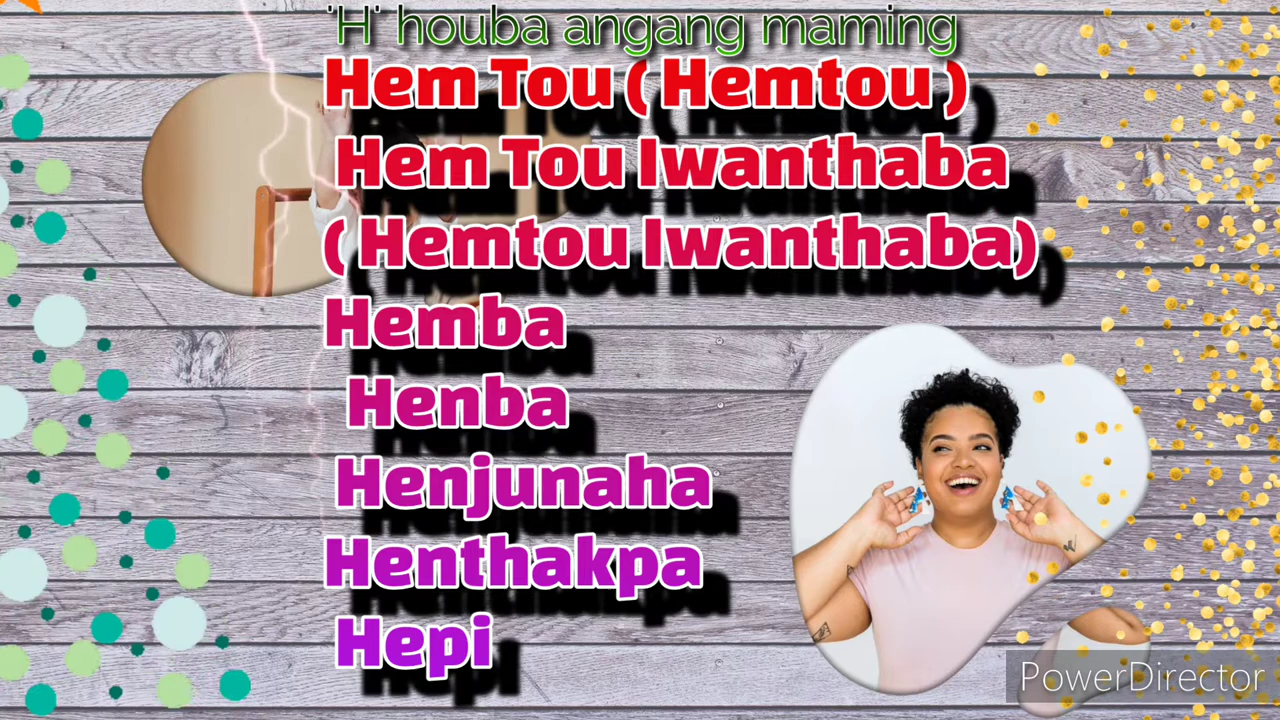 'H' houba angang maming
Hem Tou ( Hemtou )
Hem Tou Iwanthaba
( Hemtou Iwanthaba)
Hemba
Henba
Henjunaha
Henthakpa
Hepi
PowerDirector